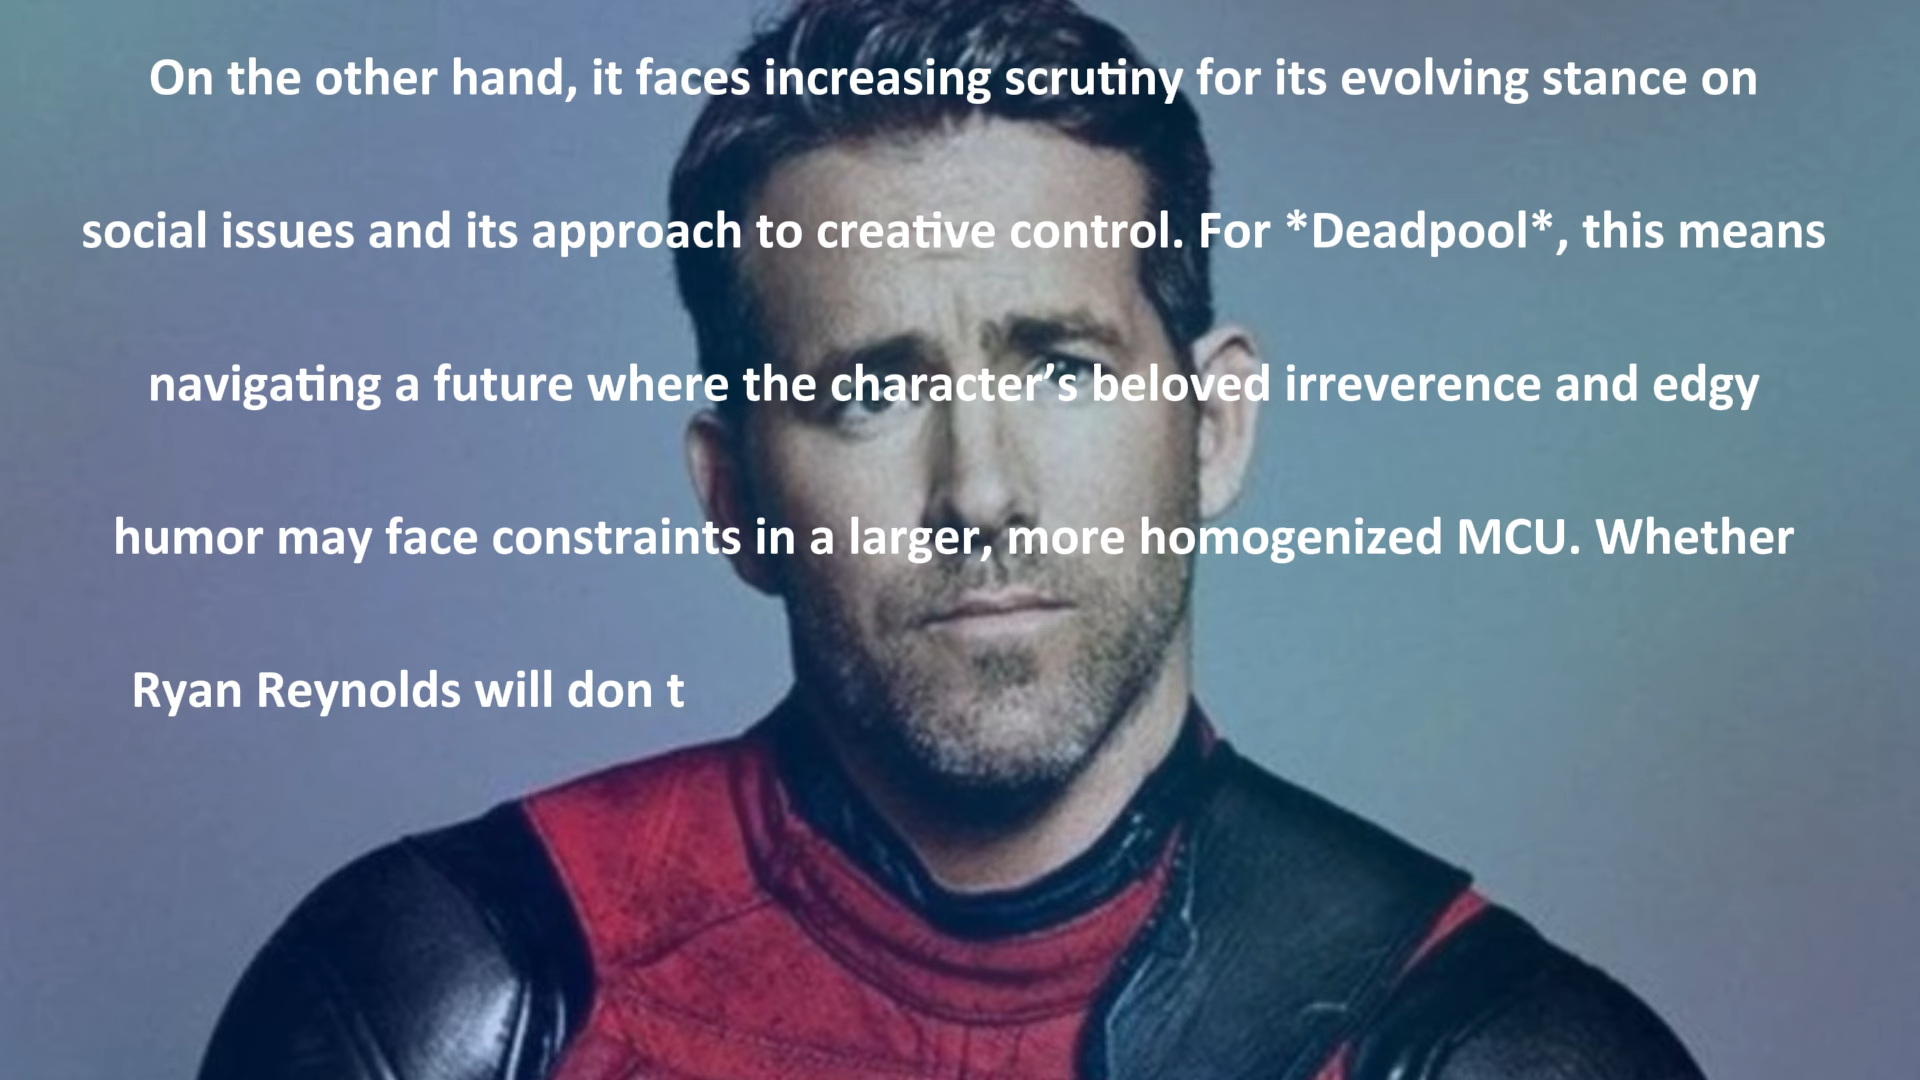 On the other hand, it faces increasing scrutiny for its evolving stance on
social issues and its approach to creative control. For *Deadpool*, this means
navigating a future where the character’s beloved irreverence and edgy
humor may face constraints in a larger, more homogenized MCU. Whether
Ryan Reynolds will don t